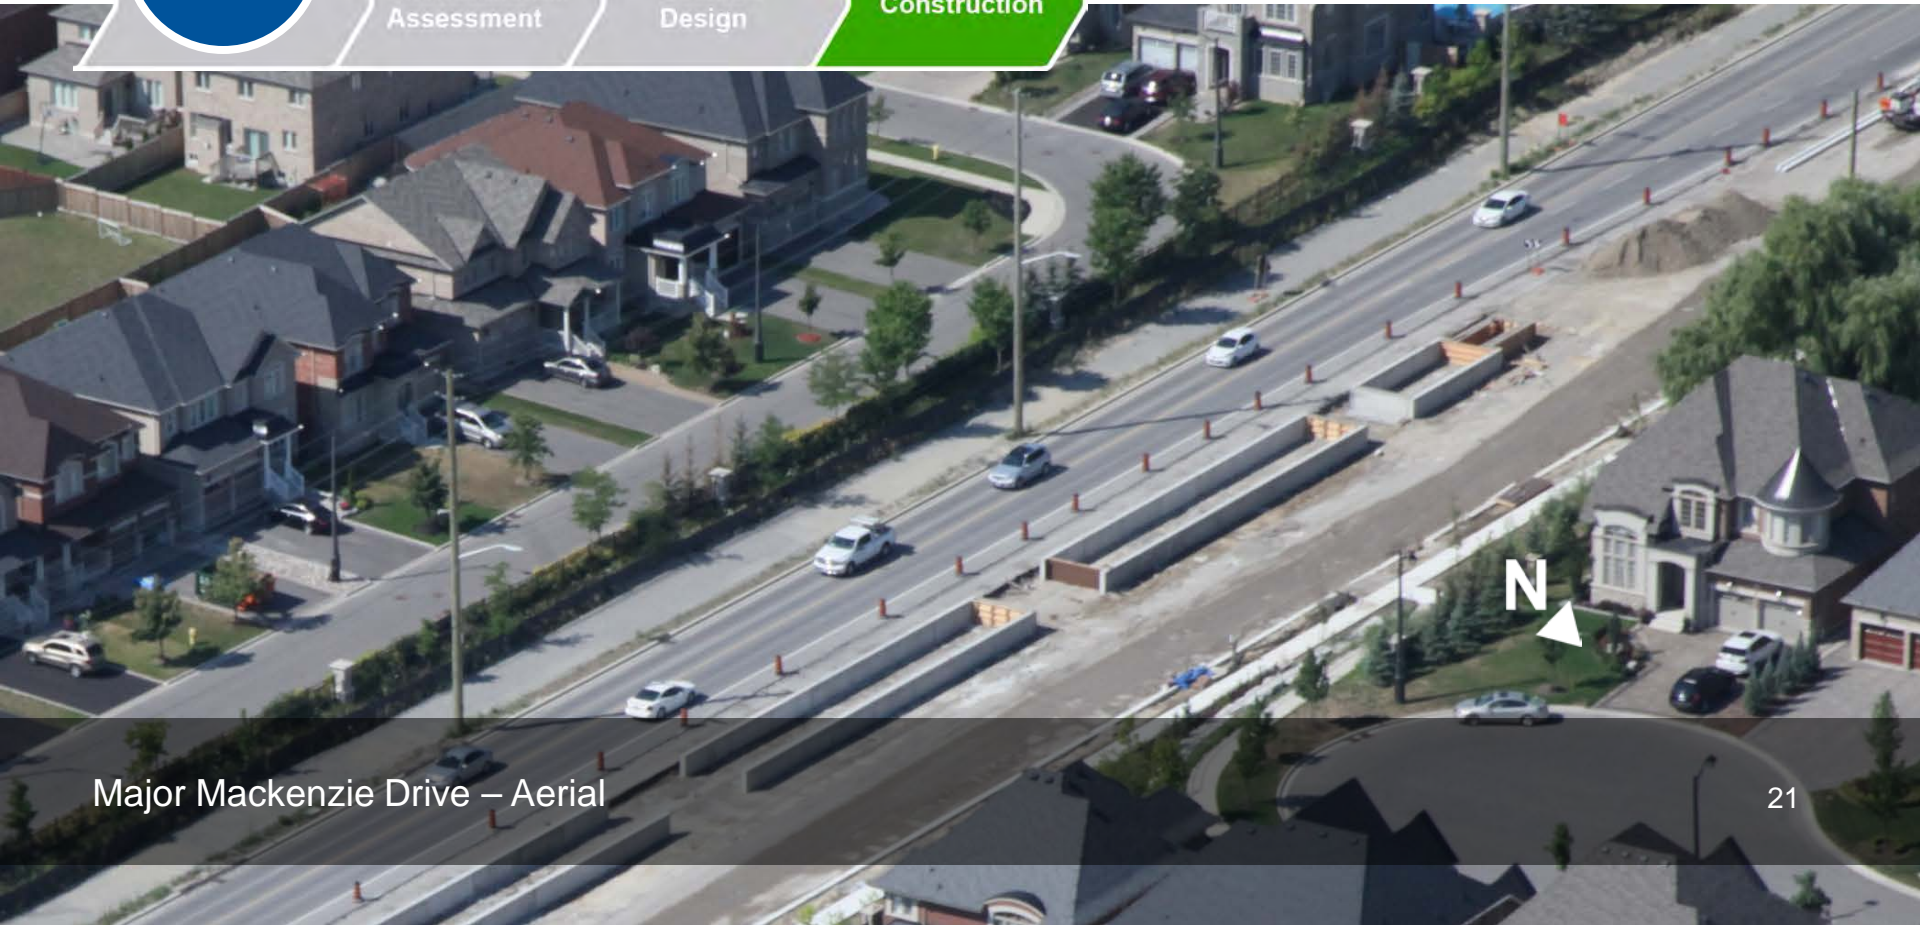 Assessment
Design
Construction
N
Major Mackenzie Drive – Aerial
21